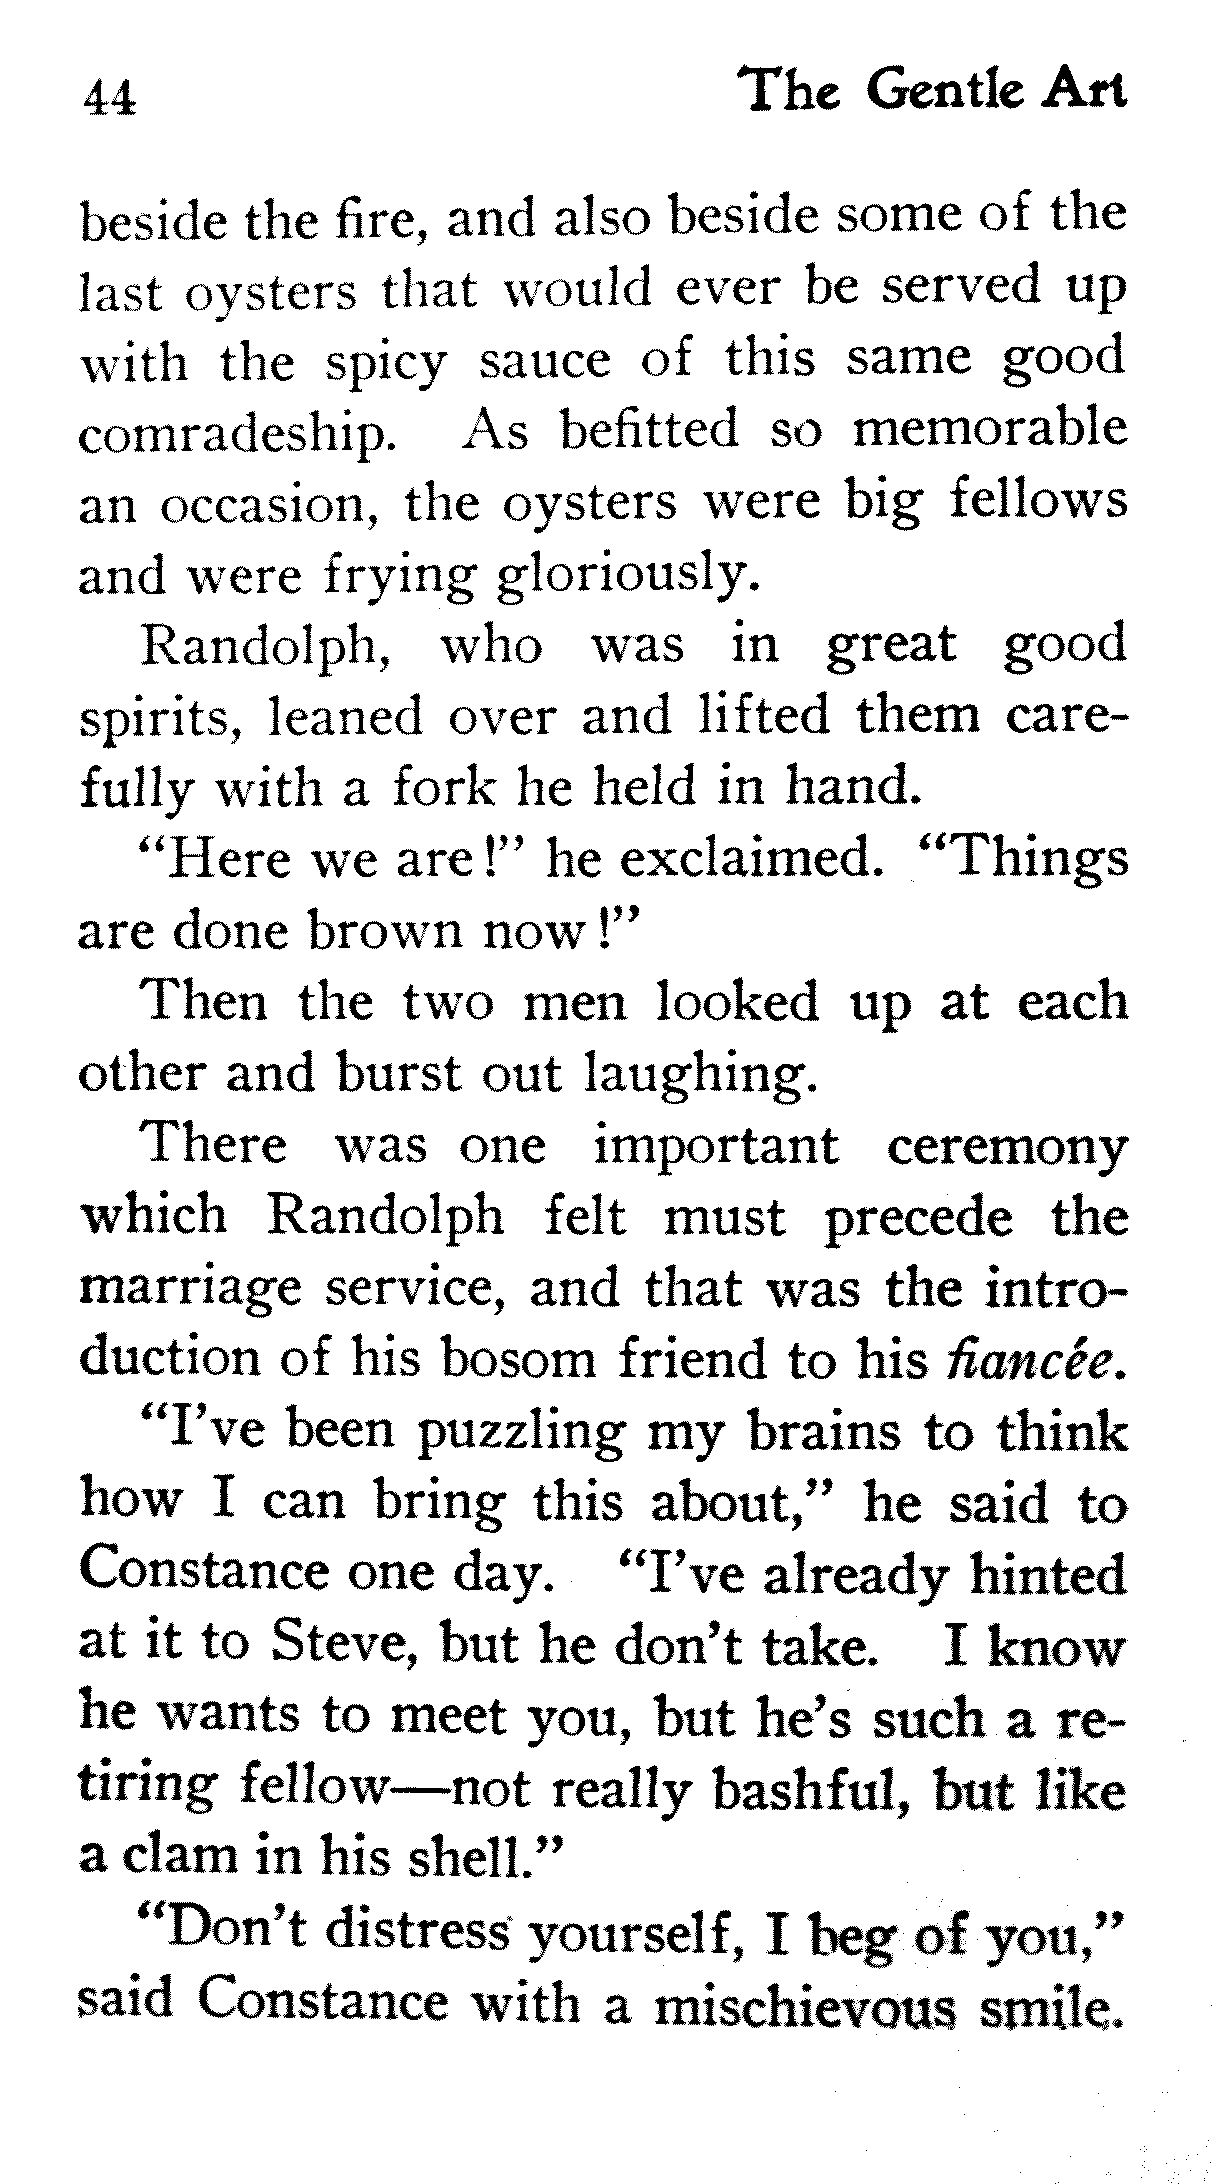 44 The Gentle Art
beside the fire, and also beside some of the
last oysters that would ever be served up
with the spicy sauce of this same good
comradeship. As befitted so memorable
an occasion, the oysters were big fellows
and were frying gloriously.
Randolph, who was in great good
spirits, leaned over and lifted them care-
fully with a fork he held in hand.
“Here we are!” he exclaimed. “Things
are done brown now!”
Then the two men looked up at each
other and burst out laughing.
There was one important ceremony
which Randolph felt must precede the
marriage service, and that was the intro-
duction of his bosom friend to his fiancée.
“I’ve been puzzling my brains to think
how I can bring this about,” he said to
Constance one day. “I’ve already hinted
at it to Steve, but he don’t take. I know
he wants to meet you, but he’s such a re-
tiring fellow—not really bashful, but like
a clam in his shell.”
“Don’t distress yourself, I beg of you,”
said Constance with a mischievous smile.